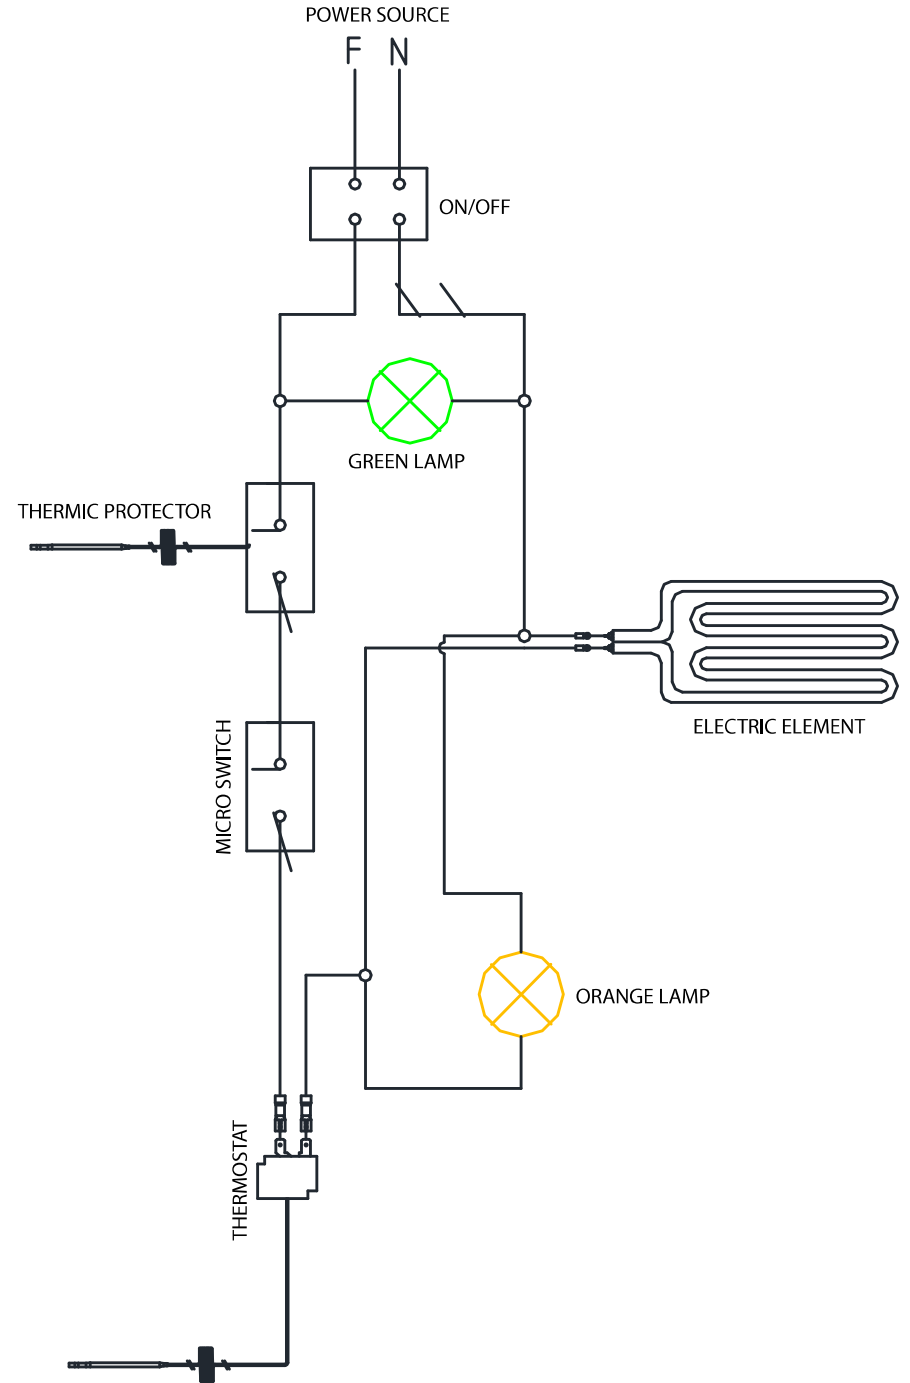 POWER SOURCE
F N
ON/OFF
GREEN LAMP
THERMIC PROTECTOR
ELECTRIC ELEMENT
MICRO SWITCH
ORANGE LAMP
THERMOSTAT